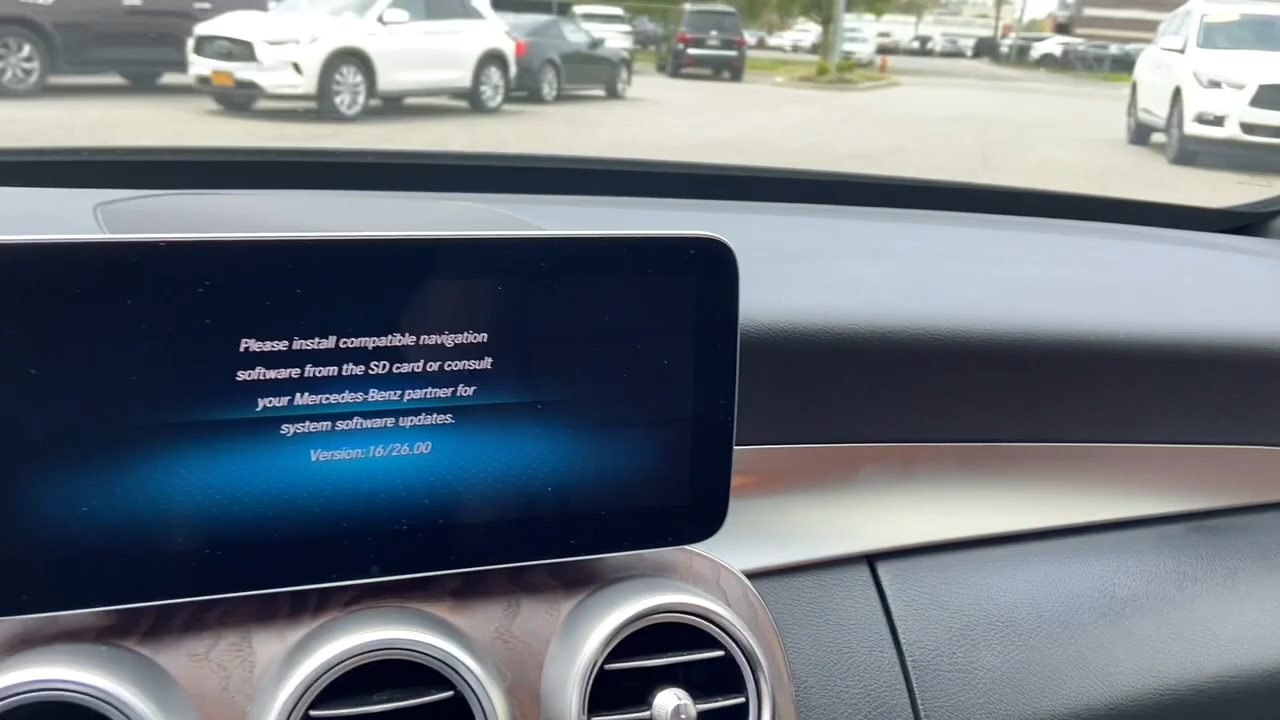 Please install compatible navigation
software from the SD card or consult
your Mercedes-Benz partner for
system software updates.
Version:16/26.00